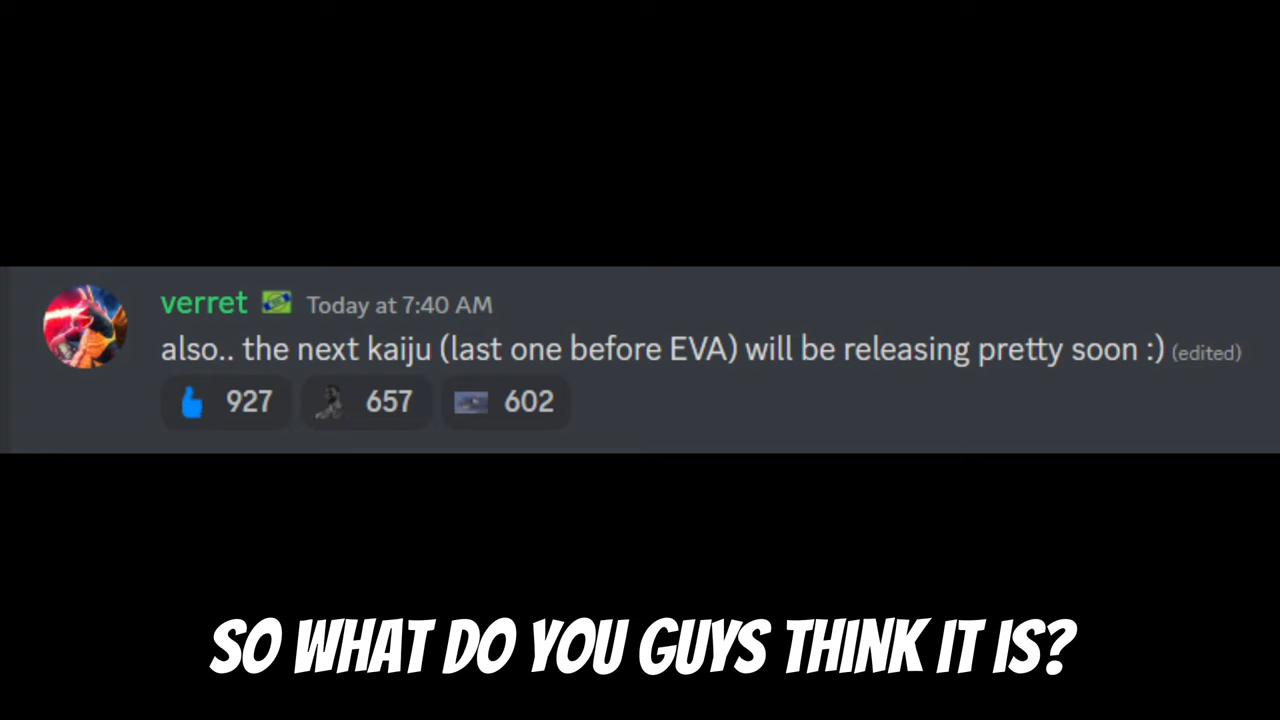 verret Today at 7:40 AM
also.. the next kaiju (last one before EVA) will be releasing pretty soon :) (edited)
927 657 602
SO WHAT DO YOU GUYS THINK IT IS?